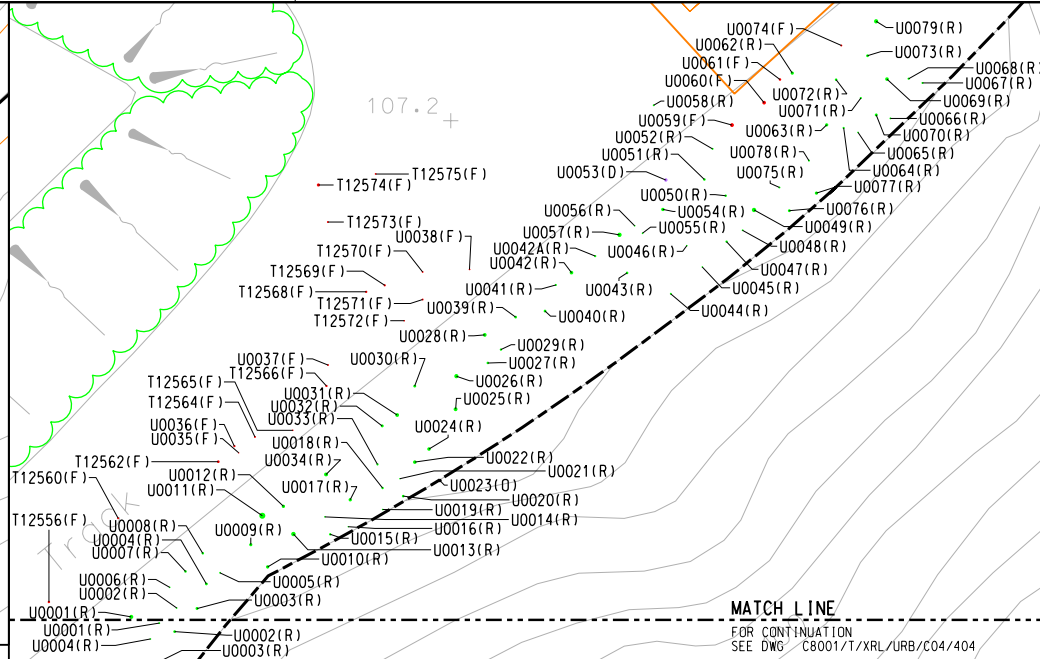 U0074(F)
U0079(R)
U0062(R)
U0073(R)
U0061(F)
U0068(R)
U0060(F)
U0072(R)
U0067(R)
107.2
U0058(R)
U0071(R)
U0069(R)
U0059(F)
U0063(R)
U0066(R)
U0052(R)
U0070(R)
U0051(R)
U0078(R)
U0065(R)
T12575(F)
U0053(D)
U0075(R)
U0064(R)
T12574(F)
U0050(R)
U0077(R)
U0056(R)
U0054(R)
U0076(R)
T12573(F)
U0057(R)
U0055(R)
U0049(R)
U0038(F)
U0042A(R)
U0046(R)
U0048(R)
T12570(F)
U0042(R)
T12569(F)
U0047(R)
T12568(F)
U0041(R)
U0043(R)
U0045(R)
T12571(F)
U0039(R)
U0044(R)
T12572(F)
U0040(R)
U0028(R)
U0029(R)
U0037(F)
U0030(R)
U0027(R)
T12566(F)
T12565(F)
U0031(R)
U0026(R)
T12564(F)
U0032(R)
U0025(R)
U0033(R)
U0036(F)
U0024(R)
U0035(F)
U0018(R)
T12562(F)
U0034(R)
U0022(R)
T12560(F)
U0012(R)
U0021(R)
U0011(R)
U0017(R)
U0023(D)
Track
U0020(R)
T12556(F)
U0008(R)
U0019(R)
U0014(R)
U0004(R)
U0009(R)
U0016(R)
U0007(R)
U0015(R)
U0013(R)
U0010(R)
U0006(R)
U0005(R)
U0002(R)
U0003(R)
U0001(R)
MATCH LINE
U0001(R)
U0002(R)
FOR CONTINUATION
U0004(R)
U0003(R)
SEE DWG C8001/T/XRL/URB/C04/404